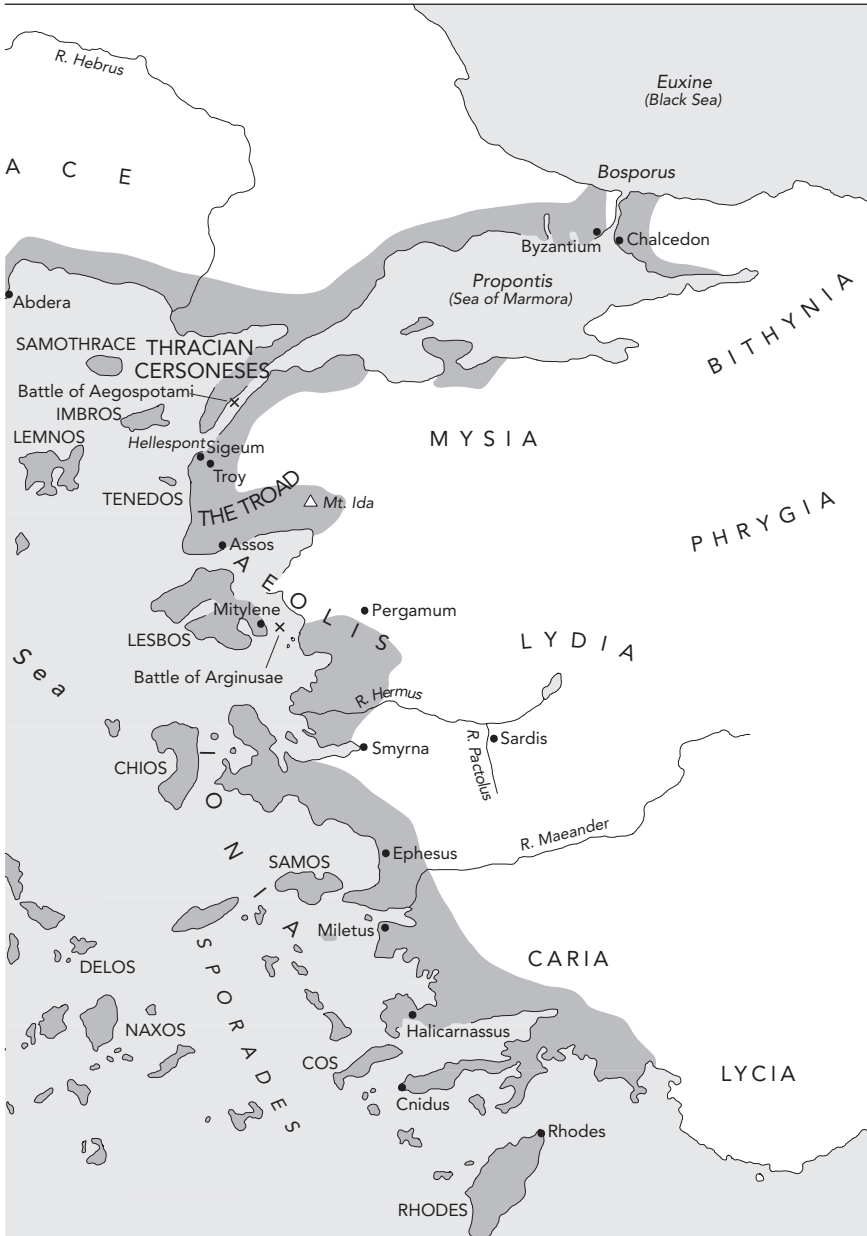 R. Hebrus
Euxine
(Black Sea)
A C E
Bosporus
Byzantium
Chalcedon
Propontis
(Sea of Marmora)
Abdera
BITHYNIA
SAMOTHRACE
THRACIAN
CERSONESES
Battle of Aegospotami
IMBROS
LEMNOS
Hellespont
Sigeum
MYSIA
Troy
TENEDOS
THE TROAD
Mt. Ida
PHRYGIA
Assos
AEOLIS
Mitylene
Pergamum
LESBOS
LYDIA
Battle of Arginusae
Sea
R. Hermus
Smyrna
Sardis
R. Pactolus
CHIOS
IONIA
R. Maeander
Ephesus
SAMOS
Miletus
SPORADES
CARIA
DELOS
NAXOS
Halicarnassus
COS
LYCIA
Cnidus
Rhodes
RHODES